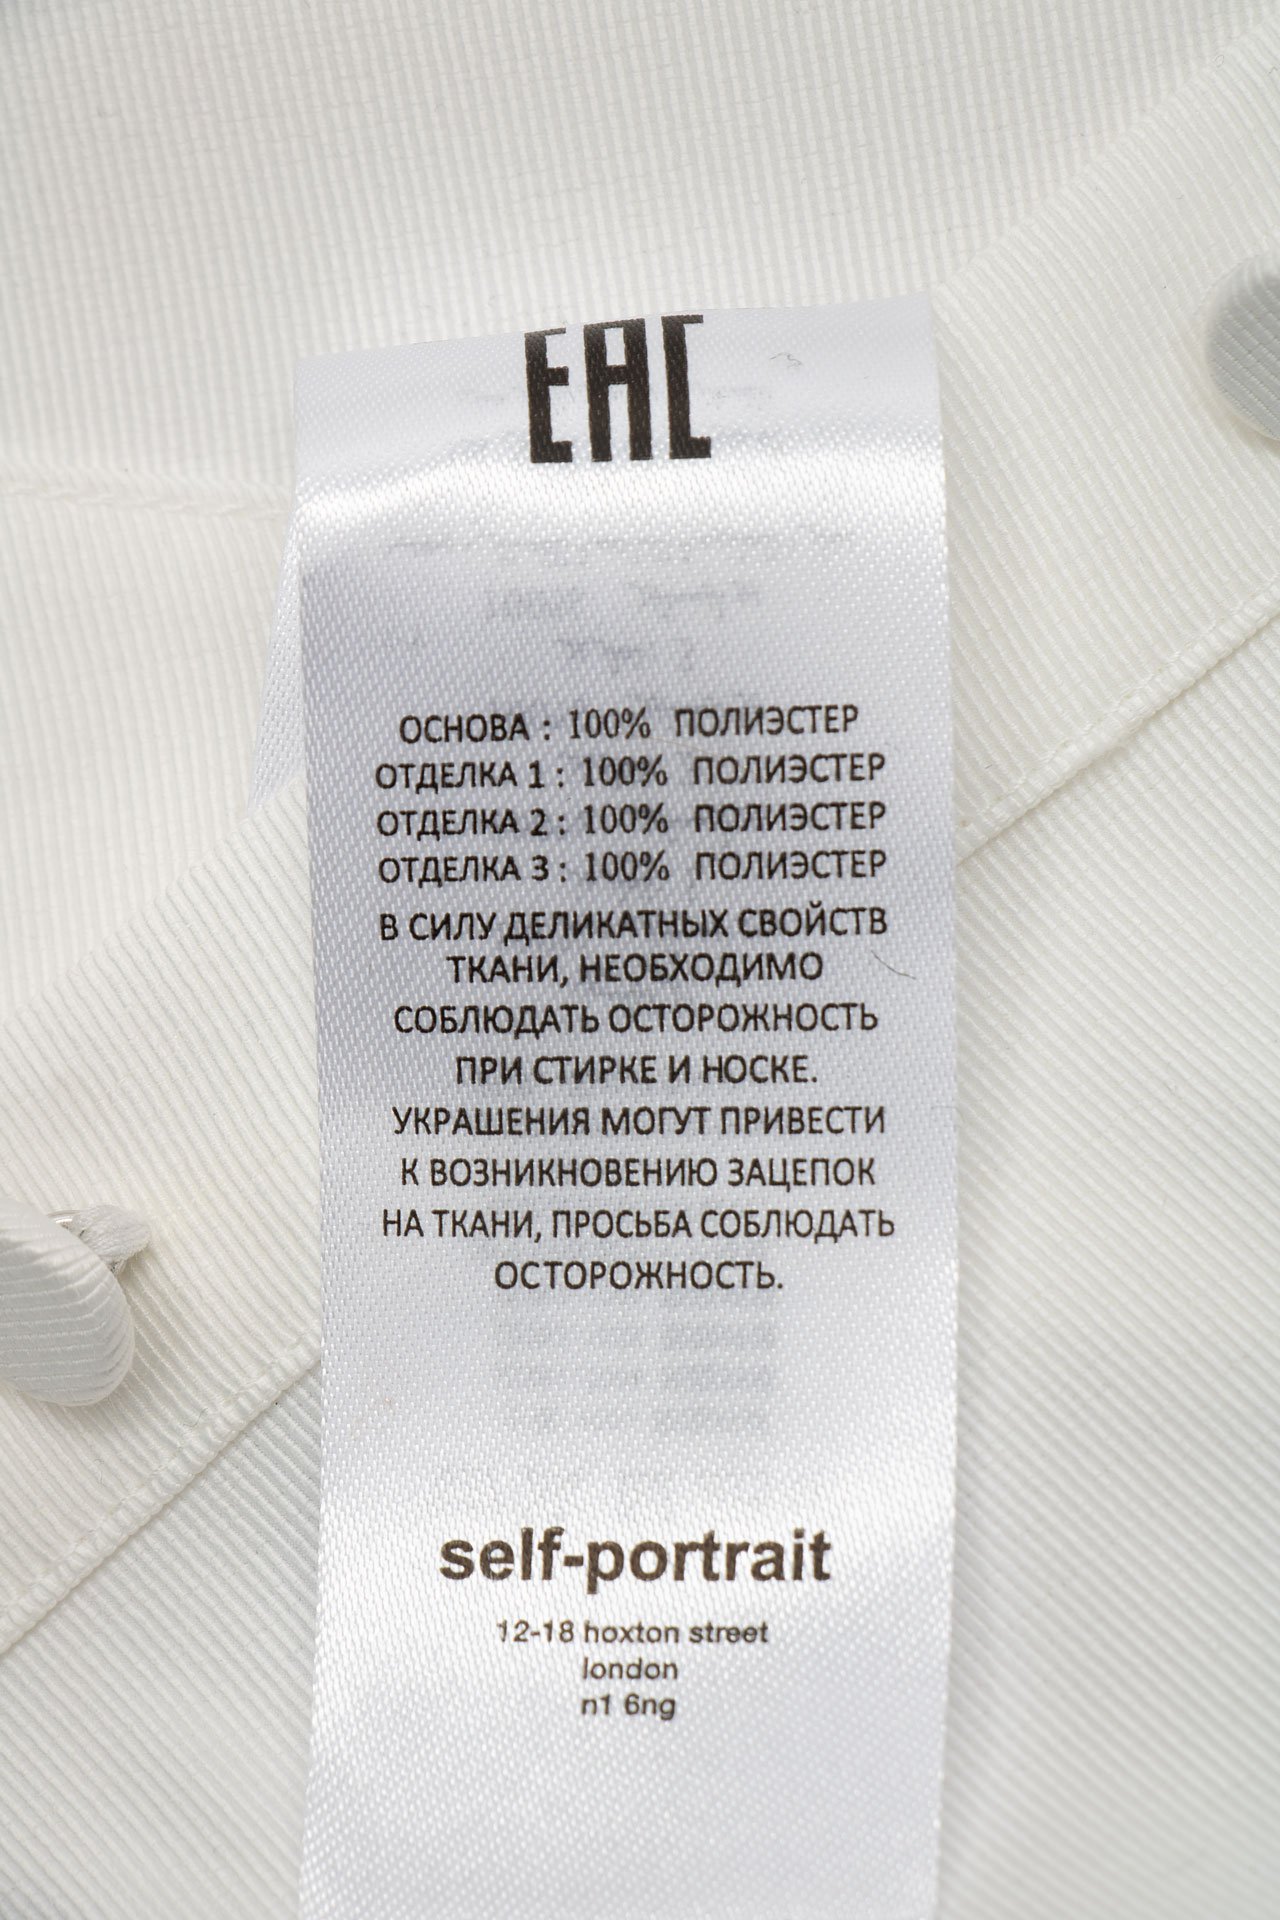 EAC
ОСНОВА : 100% ПОЛИЭСТЕР
ОТДЕЛКА 1 : 100% ПОЛИЭСТЕР
ОТДЕЛКА 2 : 100% ПОЛИЭСТЕР
ОТДЕЛКА 3 : 100% ПОЛИЭСТЕР
В СИЛУ ДЕЛИКАТНЫХ СВОЙСТВ
ТКАНИ, НЕОБХОДИМО
СОБЛЮДАТЬ ОСТОРОЖНОСТЬ
ПРИ СТИРКЕ И НОСКЕ.
УКРАШЕНИЯ МОГУТ ПРИВЕСТИ
К ВОЗНИКНОВЕНИЮ ЗАЦЕПОК
НА ТКАНИ, ПРОСЬБА СОБЛЮДАТЬ
ОСТОРОЖНОСТЬ.
self-portrait
12-18 hoxton street
london
n1 6ng